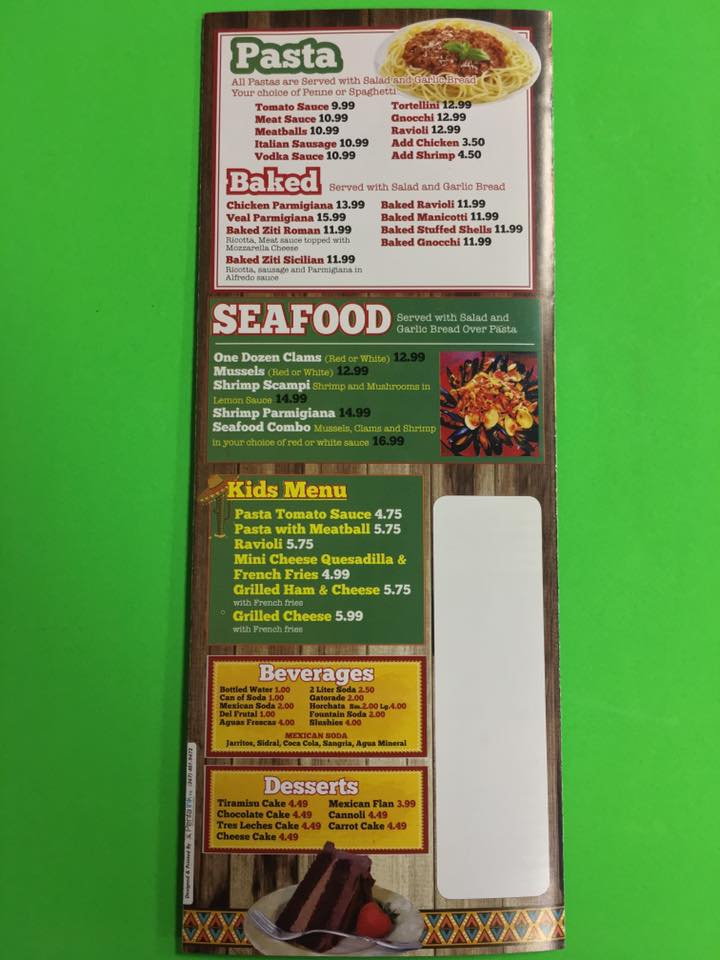 Pasta
All Pastas are Served with Salad and Garlic Bread
Your choice of Penne or Spaghetti
Tomato Sauce 9.99
Meat Sauce 10.99
Meatballs 10.99
Italian Sausage 10.99
Vodka Sauce 10.99
Tortellini 12.99
Gnocchi 12.99
Ravioli 12.99
Add Chicken 3.50
Add Shrimp 4.50
Baked Served with Salad and Garlic Bread
Chicken Parmigiana 13.99
Veal Parmigiana 15.99
Baked Ziti Roman 11.99
Ricotta, Meat sauce topped with
Mozzarella Cheese
Baked Ziti Sicilian 11.99
Ricotta, sausage and Parmigiana in
Alfredo sauce
Baked Ravioli 11.99
Baked Manicotti 11.99
Baked Stuffed Shells 11.99
Baked Gnocchi 11.99
SEAFOOD
Served with Salad and
Garlic Bread Over Pasta
One Dozen Clams (Red or White) 12.99
Mussels (Red or White) 12.99
Shrimp Scampi Shrimp and Mushrooms in
Lemon Sauce 14.99
Shrimp Parmigiana 14.99
Seafood Combo Mussels, Clams and Shrimp
in your choice of red or white sauce 16.99
Kids Menu
Pasta Tomato Sauce 4.75
Pasta with Meatball 5.75
Ravioli 5.75
Mini Cheese Quesadilla &
French Fries 4.99
Grilled Ham & Cheese 5.75
with French fries
Grilled Cheese 5.99
with French fries
Beverages
Bottled Water 1.00
Can of Soda 1.00
Mexican Soda 2.00
Del Frutal 1.00
Aguas Frescas 4.00
2 Liter Soda 2.50
Gatorade 2.00
Horchata Sm.2.00 Lg.4.00
Fountain Soda 2.00
Slushies 4.00
MEXICAN SODA
Jarritos, Sidral, Coca Cola, Sangria, Agua Mineral
Desserts
Tiramisu Cake 4.49
Chocolate Cake 4.49
Tres Leches Cake 4.49
Cheese Cake 4.49
Mexican Flan 3.99
Cannoli 4.49
Carrot Cake 4.49
Designed & Printed By